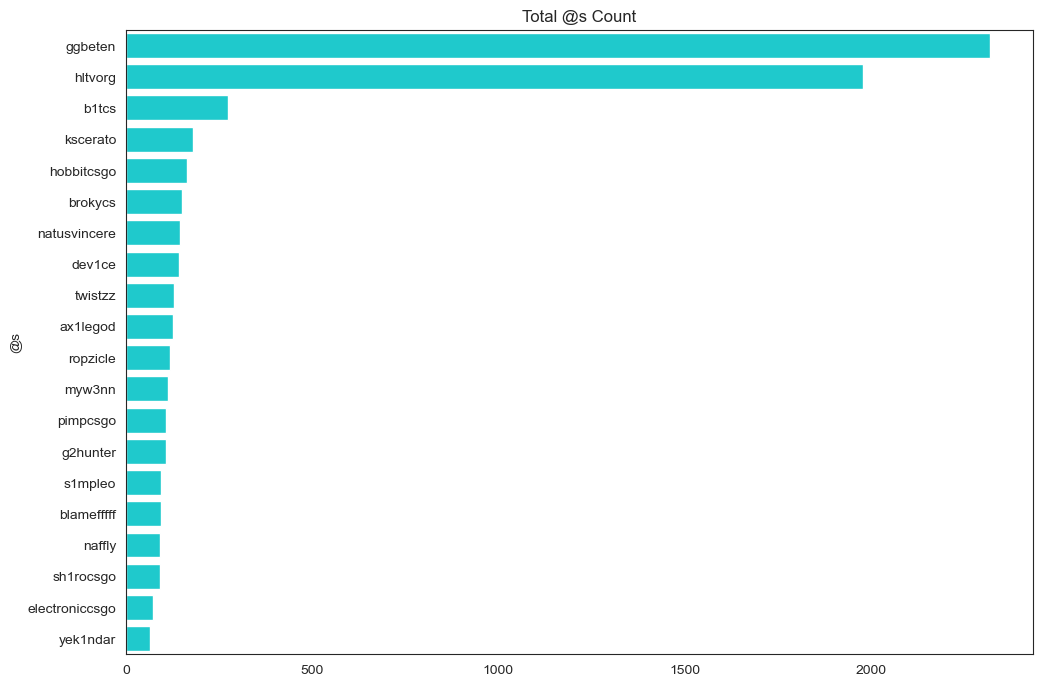 Total @s Count
ggbeten
hltvorg
b1tcs
kscerato
hobbitcsgo
brokycs
natusvincere
dev1ce
twistzz
ax1legod
ropzicle
myw3nn
pimpcsgo
g2hunter
s1mpleo
blamefffff
naffly
sh1rocsgo
electroniccsgo
yek1ndar
@s
0 500 1000 1500 2000